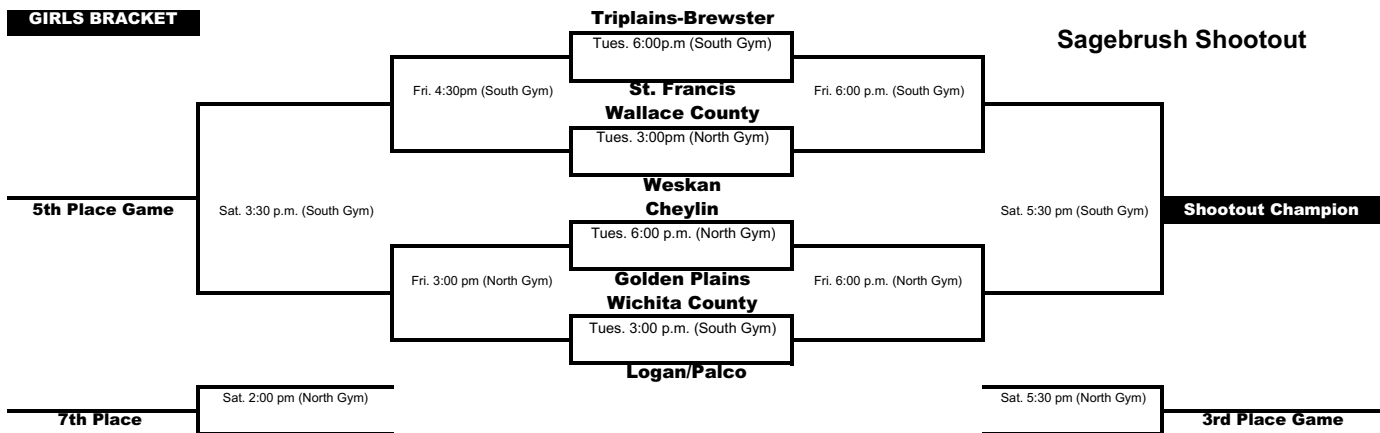 GIRLS BRACKET
Triplains-Brewster
Sagebrush Shootout
Tues. 6:00p.m (South Gym)
Fri. 4:30pm (South Gym)
St. Francis
Fri. 6:00 p.m. (South Gym)
Wallace County
Tues. 3:00pm (North Gym)
Weskan
5th Place Game
Sat. 3:30 p.m. (South Gym)
Cheylin
Sat. 5:30 pm (South Gym)
Shootout Champion
Tues. 6:00 p.m. (North Gym)
Fri. 3:00 pm (North Gym)
Golden Plains
Fri. 6:00 p.m. (North Gym)
Wichita County
Tues. 3:00 p.m. (South Gym)
Logan/Palco
Sat. 2:00 pm (North Gym)
Sat. 5:30 pm (North Gym)
7th Place
3rd Place Game